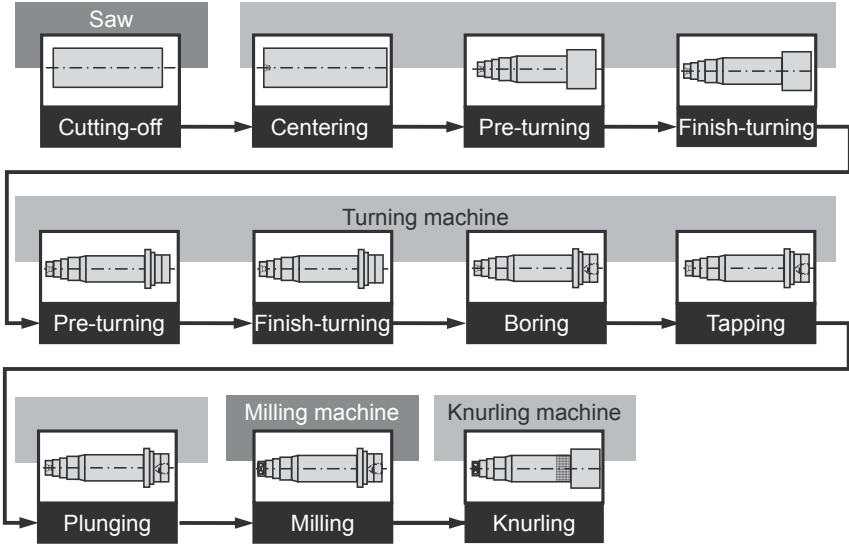 Saw
Cutting-off
Centering
Pre-turning
Finish-turning
Turning machine
Pre-turning
Finish-turning
Boring
Tapping
Milling machine
Knurling machine
Plunging
Milling
Knurling